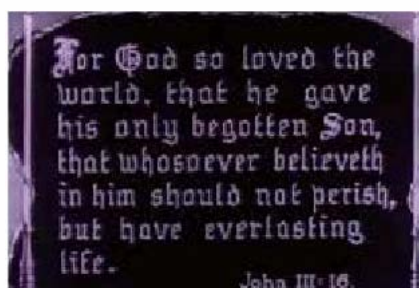 For God so loved the
world, that he gave
his only begotten Son,
that whosoever believeth
in him should not perish,
but have everlasting
life.
John III-16.